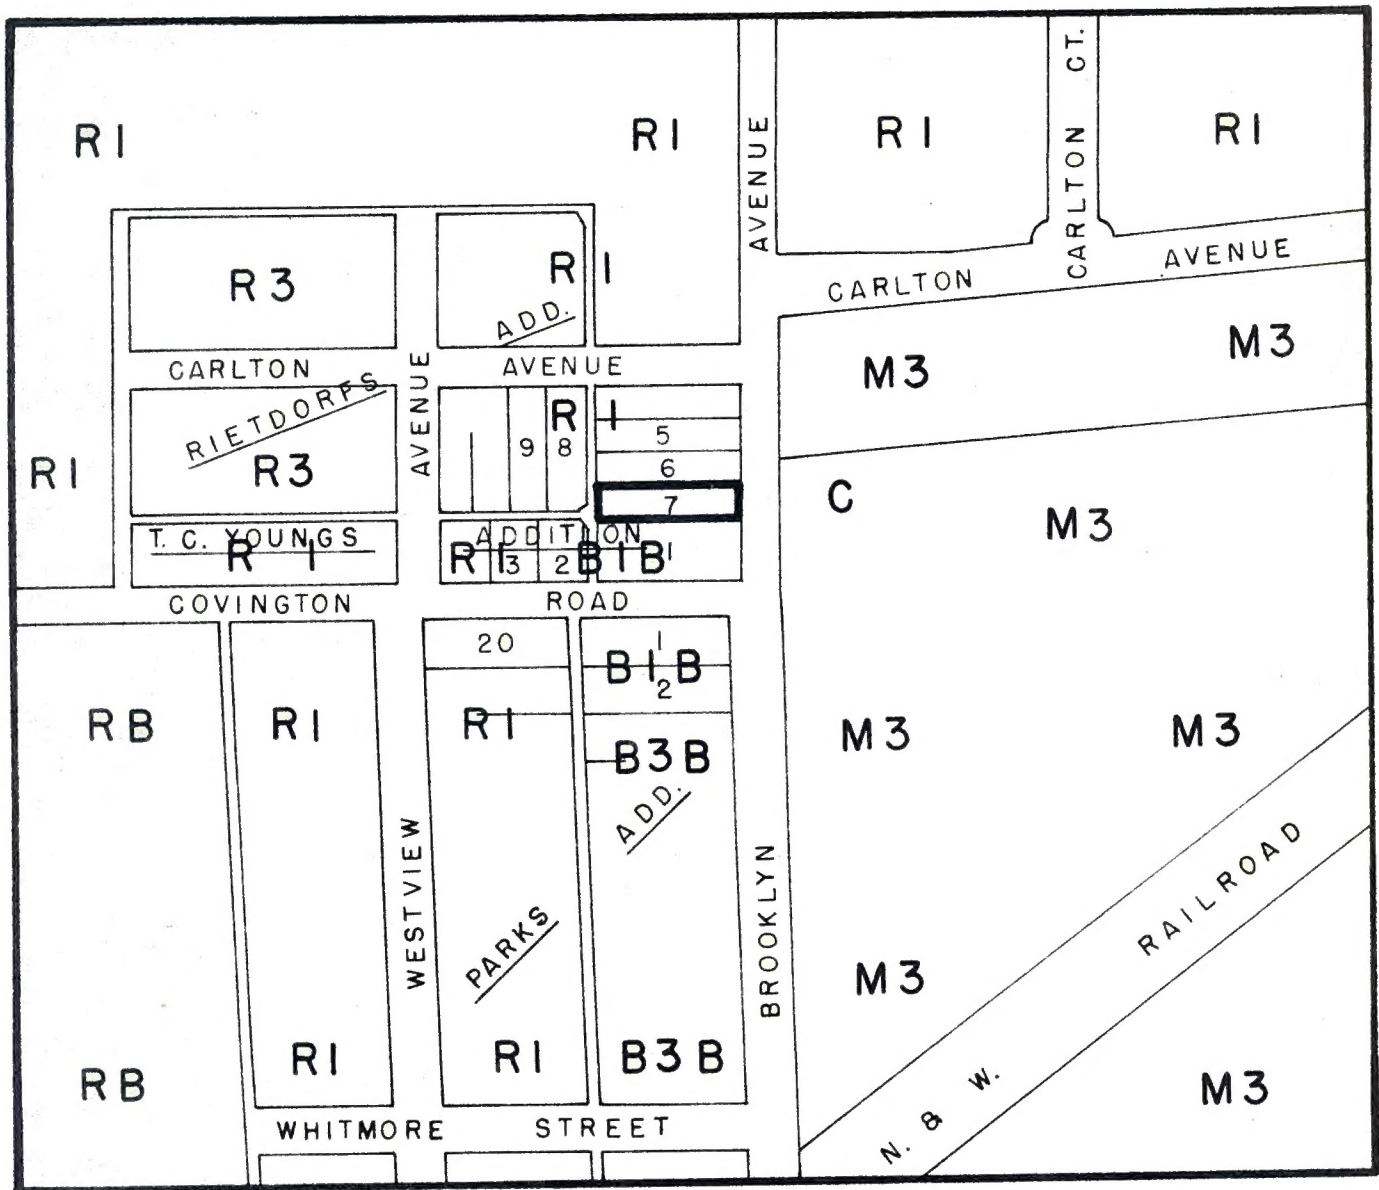 CARLTON CT.
R1 R1 AVENUE R1 R1
R3 R1
ADD.
CARLTON AVENUE
CARLTON AVENUE
M3 M3
RIETDORFS
AVENUE
R1
9 8 5
R1 R3 6
7
C M3
T. C. YOUNGS ADDITION
R1 R1 3 2 B1B 1
COVINGTON ROAD
20 1
B1B
2
RB R1 R1 M3 M3
B3B
ADD.
WESTVIEW
BROOKLYN
RAILROAD
PARKS
M3
RB R1 R1 B3B
N. & W.
M3
WHITMORE STREET